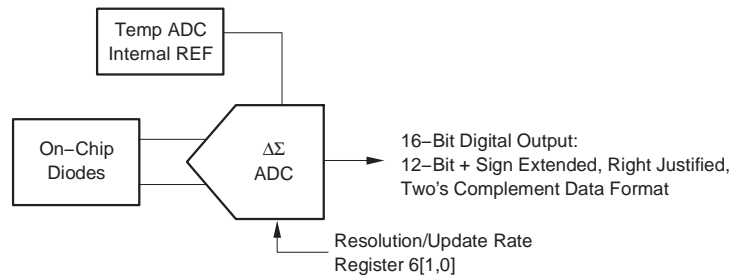 Temp ADC
Internal REF
On–Chip
Diodes
ΔΣ
ADC
16–Bit Digital Output:
12–Bit + Sign Extended, Right Justified,
Two's Complement Data Format
Resolution/Update Rate
Register 6[1,0]